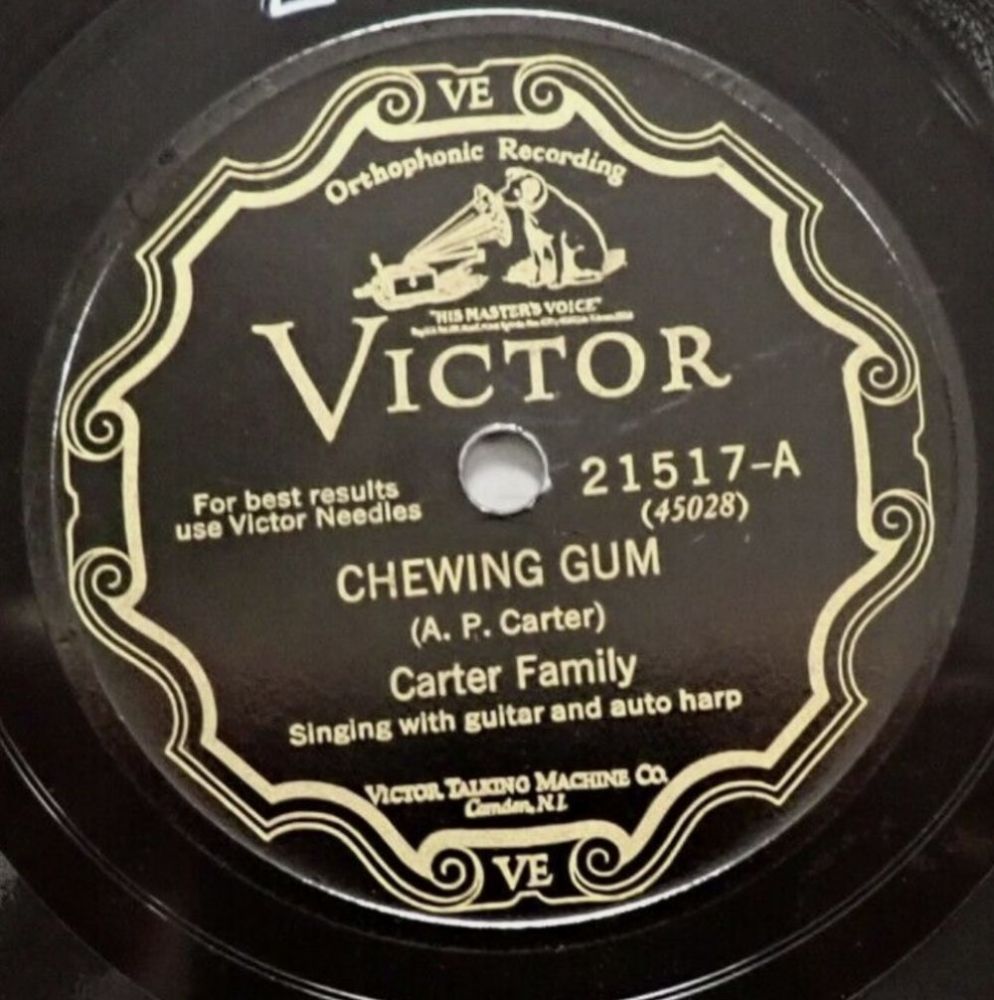 VE
Orthophonic Recording
"HIS MASTER'S VOICE"
VICTOR
For best results
use Victor Needles
21517-A
(45028)
CHEWING GUM
(A. P. Carter)
Carter Family
Singing with guitar and auto harp
VICTOR TALKING MACHINE CO.
Camden, N.J.
VE